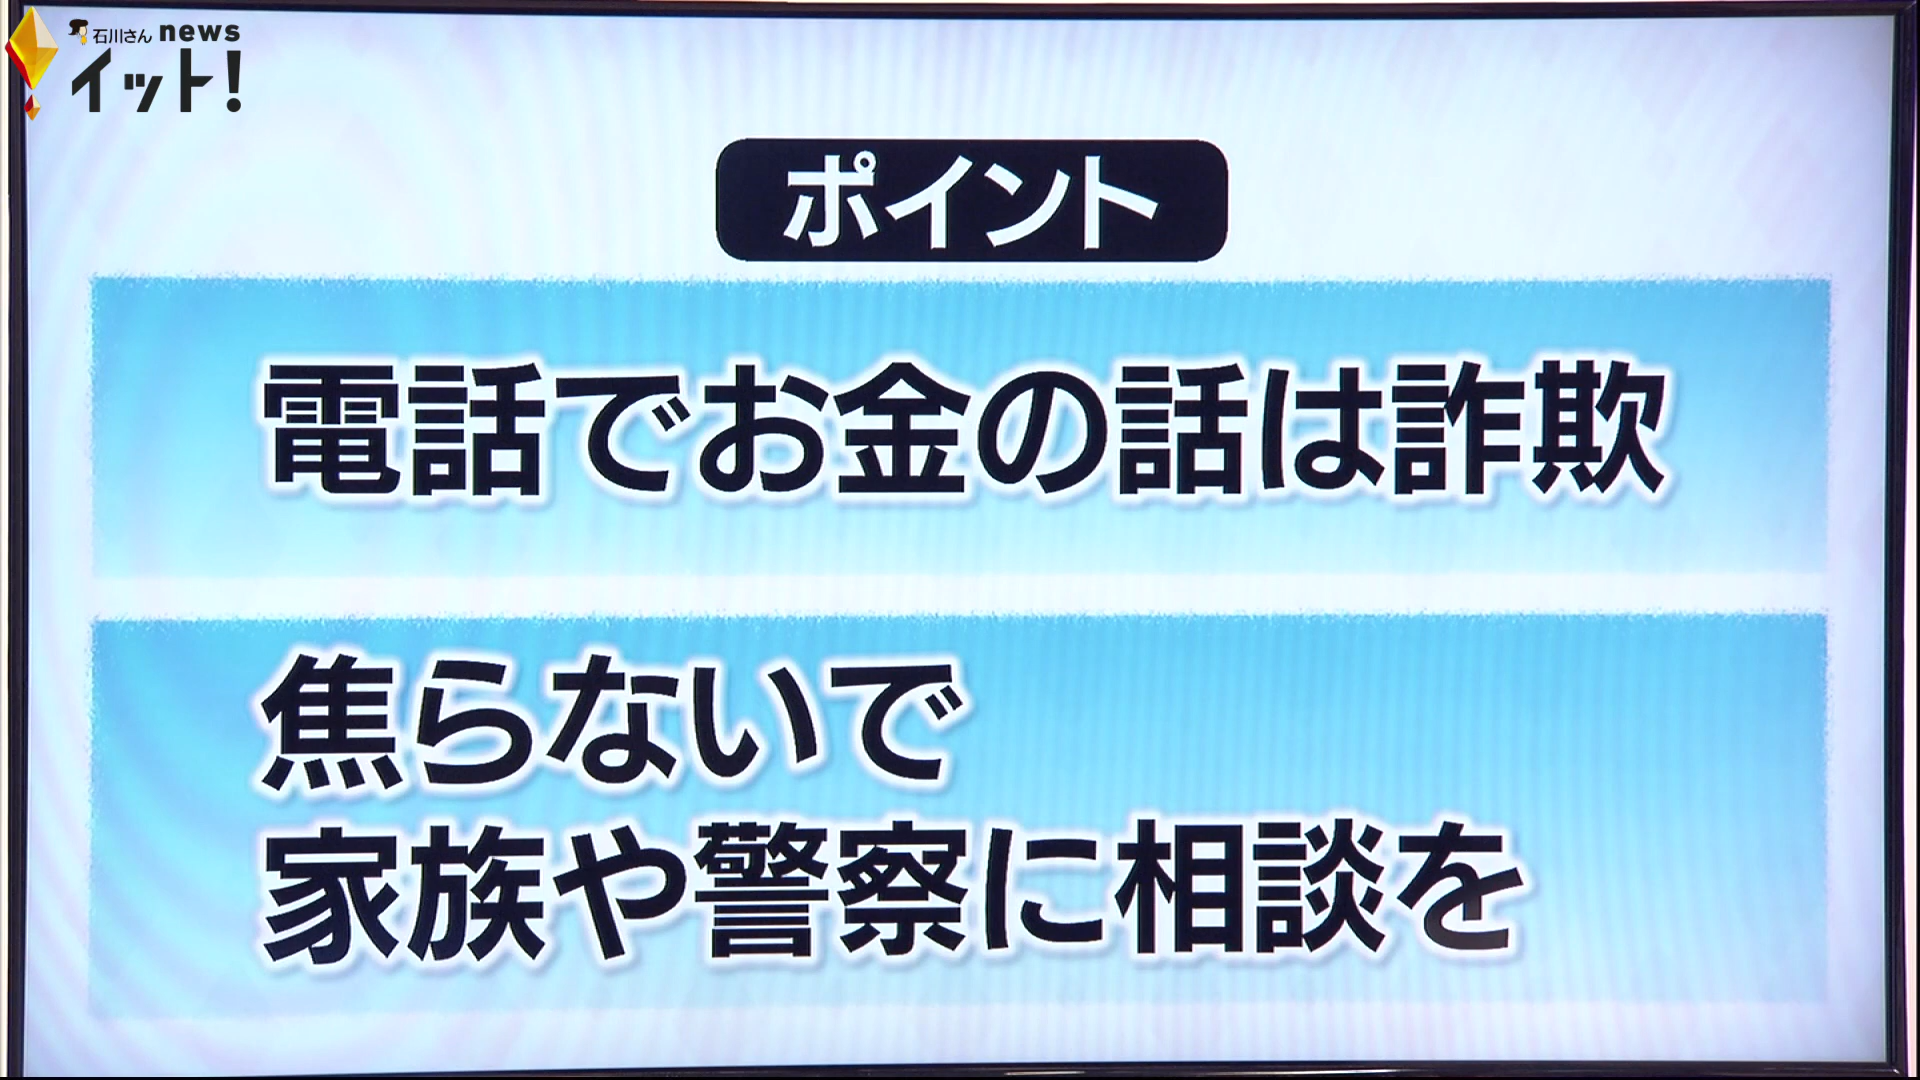 石川さん news
イット!
ポイント
電話でお金の話は詐欺
焦らないで
家族や警察に相談を